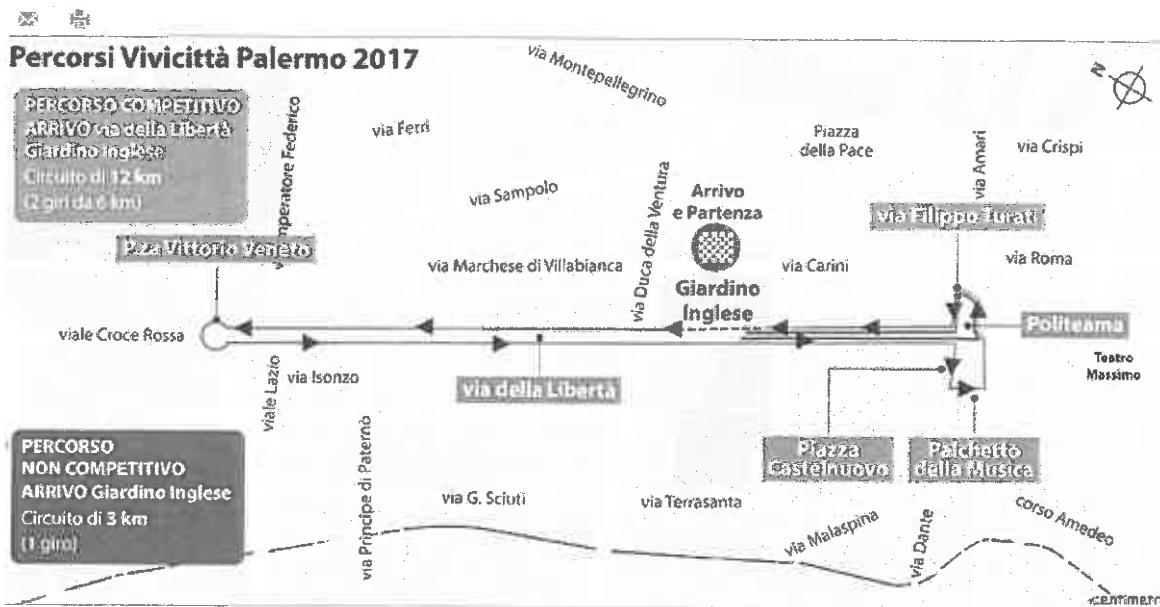 Percorsi Vivicittà Palermo 2017
via Montepellegrino
N
PERCORSO COMPETITIVO
ARRIVO via della Libertà
Giardino Inglese
Circuito di 12 km
(2 giri da 6 km)
via Imperatore Federico
via Ferri
via Sampolo
via Duca della Ventura
Arrivo
e Partenza
Piazza
della Pace
via Amari
via Crispi
via Filippo Turati
P.za Vittorio Veneto
via Marchese di Villabianca
Giardino
Inglese
via Carini
via Roma
viale Croce Rossa
Politeama
Teatro
Massimo
viale Lazio
via Isonzo
via della Libertà
Piazza
Castelnuovo
Palchetto
della Musica
PERCORSO
NON COMPETITIVO
ARRIVO Giardino Inglese
Circuito di 3 km
(1 giro)
via Principe di Paternò
via G. Sciuti
via Terrasanta
via Malaspina
via Dante
corso Amedeo
centimetri